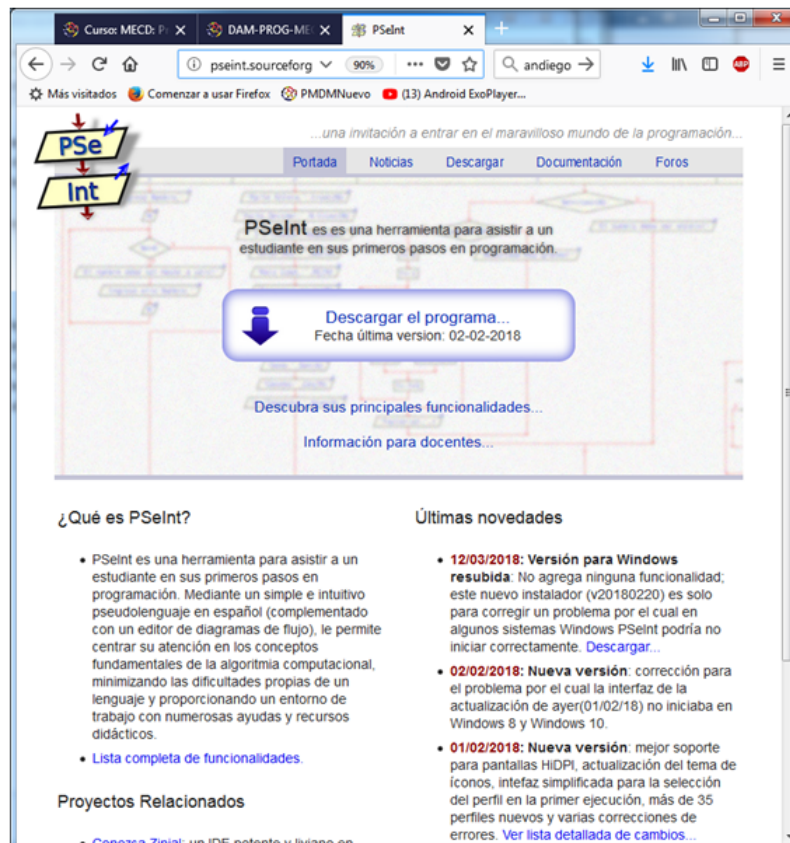 Curso: MECD: P
DAM-PROG-ME
PSeInt
pseint.sourceforg
90%
andiego
ABP
Más visitados
Comenzar a usar Firefox
PMDMNuevo
(13) Android ExoPlayer...
PSe
Int
...una invitación a entrar en el maravilloso mundo de la programación...
Portada
Noticias
Descargar
Documentación
Foros
PSeInt es es una herramienta para asistir a un
estudiante en sus primeros pasos en programación.
Descargar el programa...
Fecha última version: 02-02-2018
Descubra sus principales funcionalidades...
Información para docentes...
¿Qué es PSeInt?
• PSeInt es una herramienta para asistir a un
estudiante en sus primeros pasos en
programación. Mediante un simple e intuitivo
pseudolenguaje en español (complementado
con un editor de diagramas de flujo), le permite
centrar su atención en los conceptos
fundamentales de la algoritmia computacional,
minimizando las dificultades propias de un
lenguaje y proporcionando un entorno de
trabajo con numerosas ayudas y recursos
didácticos.
• Lista completa de funcionalidades.
Proyectos Relacionados
• Conozca Zinjal: un IDE potente y liviano en
Últimas novedades
• 12/03/2018: Versión para Windows
resubida: No agrega ninguna funcionalidad;
este nuevo instalador (v20180220) es solo
para corregir un problema por el cual en
algunos sistemas Windows PSeInt podría no
iniciar correctamente. Descargar...
• 02/02/2018: Nueva versión: corrección para
el problema por el cual la interfaz de la
actualización de ayer(01/02/18) no iniciaba en
Windows 8 y Windows 10.
• 01/02/2018: Nueva versión: mejor soporte
para pantallas HiDPI, actualización del tema de
íconos, intefaz simplificada para la selección
del perfil en la primer ejecución, más de 35
perfiles nuevos y varias correcciones de
errores. Ver lista detallada de cambios...